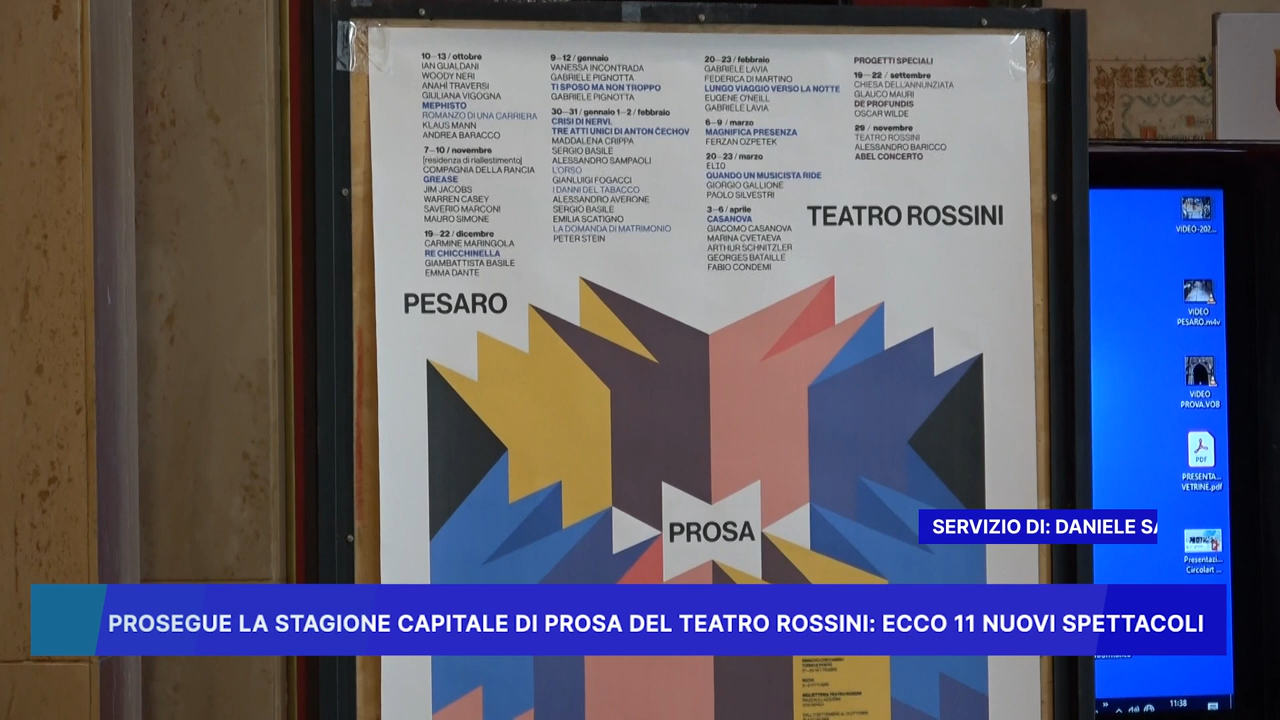 10—13 / ottobre
IAN GUALDANI
WOODY NERI
ANAHÌ TRAVERSI
GIULIANA VIGOGNA
MEPHISTO
ROMANZO DI UNA CARRIERA
KLAUS MANN
ANDREA BARACCO
7—10 / novembre
[residenza di riallestimento]
COMPAGNIA DELLA RANCIA
GREASE
JIM JACOBS
WARREN CASEY
SAVERIO MARCONI
MAURO SIMONE
19—22 / dicembre
CARMINE MARINGOLA
RE CHICCHINELLA
GIAMBATTISTA BASILE
EMMA DANTE
9—12 / gennaio
VANESSA INCONTRADA
GABRIELE PIGNOTTA
TI SPOSO MA NON TROPPO
GABRIELE PIGNOTTA
30—31 / gennaio 1—2 / febbraio
CRISI DI NERVI.
TRE ATTI UNICI DI ANTON ČECHOV
MADDALENA CRIPPA
SERGIO BASILE
ALESSANDRO SAMPAOLI
L'ORSO
GIANLUIGI FOGACCI
I DANNI DEL TABACCO
ALESSANDRO AVERONE
SERGIO BASILE
EMILIA SCATIGNO
LA DOMANDA DI MATRIMONIO
PETER STEIN
20—23 / febbraio
GABRIELE LAVIA
FEDERICA DI MARTINO
LUNGO VIAGGIO VERSO LA NOTTE
EUGENE O'NEILL
GABRIELE LAVIA
6—9 / marzo
MAGNIFICA PRESENZA
FERZAN OZPETEK
20—23 / marzo
ELIO
QUANDO UN MUSICISTA RIDE
GIORGIO GALLIONE
PAOLO SILVESTRI
3—6 / aprile
CASANOVA
GIACOMO CASANOVA
MARINA CVETAEVA
ARTHUR SCHNITZLER
GEORGES BATAILLE
FABIO CONDEMI
PROGETTI SPECIALI
19—22 / settembre
CHIESA DELL'ANNUNZIATA
GLAUCO MAURI
DE PROFUNDIS
OSCAR WILDE
29 / novembre
TEATRO ROSSINI
ALESSANDRO BARICCO
ABEL CONCERTO
TEATRO ROSSINI
PESARO
PROSA
VIDEO-202...
VIDEO
PESARO.m4v
VIDEO
PROVA.VOB
PDF
PRESENTA...
VETRINE.pdf
Presentazi...
Circolart ...
11:38
SERVIZIO DI: DANIELE SA
PROSEGUE LA STAGIONE CAPITALE DI PROSA DEL TEATRO ROSSINI: ECCO 11 NUOVI SPETTACOLI